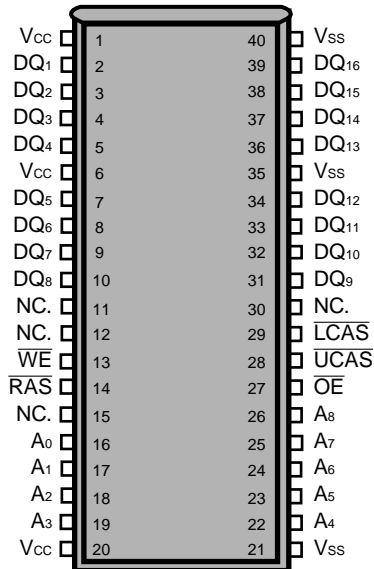 Vcc 1 40 Vss
DQ1 2 39 DQ16
DQ2 3 38 DQ15
DQ3 4 37 DQ14
DQ4 5 36 DQ13
Vcc 6 35 Vss
DQ5 7 34 DQ12
DQ6 8 33 DQ11
DQ7 9 32 DQ10
DQ8 10 31 DQ9
NC. 11 30 NC.
NC. 12 29 LCAS
WE 13 28 UCAS
RAS 14 27 OE
NC. 15 26 A8
A0 16 25 A7
A1 17 24 A6
A2 18 23 A5
A3 19 22 A4
Vcc 20 21 Vss